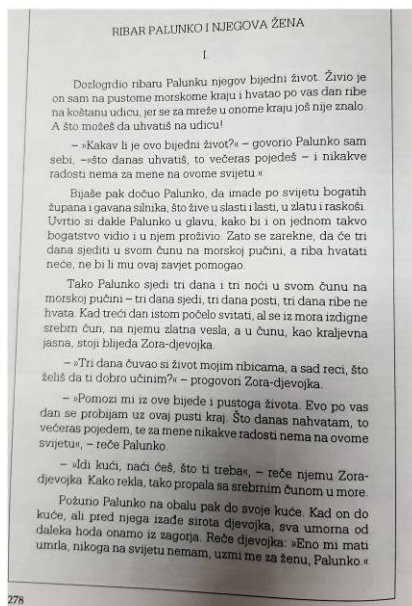 RIBAR PALUNKO I NJEGOVA ŽENA
I.
Dozlogrdio ribaru Palunku njegov bijedni život. Živio je
on sam na pustome morskome kraju i hvatao po vas dan ribe
na koštanu udicu, jer se za mreže u onome kraju još nije znalo.
A što možeš da uhvatiš na udicu!
– »Kakav li je ovo bijedni život?« – govorio Palunko sam
sebi, –»što danas uhvatiš, to večeras pojedeš – i nikakve
radosti nema za mene na ovome svijetu.«
Bijaše pak dočuo Palunko, da imade po svijetu bogatih
župana i gavana silnika, što žive u slasti i lasti, u zlatu i raskoši.
Uvrtio si dakle Palunko u glavu, kako bi i on jednom takvo
bogatstvo vidio i u njem proživio. Zato se zarekne, da će tri
dana sjediti u svom čunu na morskoj pučini, a riba hvatati
neće, ne bi li mu ovaj zavjet pomogao.
Tako Palunko sjedi tri dana i tri noći u svom čunu na
morskoj pučini – tri dana sjedi, tri dana posti, tri dana ribe ne
hvata. Kad treći dan istom počelo svitati, al se iz mora izdigne
srebrn čun, na njemu zlatna vesla, a u čunu, kao kraljevna
jasna, stoji blijeda Zora-djevojka.
– »Tri dana čuvao si život mojim ribicama, a sad reci, što
želiš da ti dobro učinim?« – progovori Zora-djevojka.
– »Pomozi mi iz ove bijede i pustoga života. Evo po vas
dan se probijam uz ovaj pusti kraj. Što danas nahvatam, to
večeras pojedem, te za mene nikakve radosti nema na ovome
svijetu«, – reče Palunko.
– »Idi kući, naći ćeš, što ti treba«, – reče njemu Zora-
djevojka. Kako rekla, tako propala sa srebrnim čunom u more.
Požurio Palunko na obalu pak do svoje kuće. Kad on do
kuće, ali pred njega izađe sirota djevojka, sva umorna od
daleka hoda onamo iz zagorja. Reče djevojka: »Eno mi mati
umrla, nikoga na svijetu nemam, uzmi me za ženu, Palunko.«
278